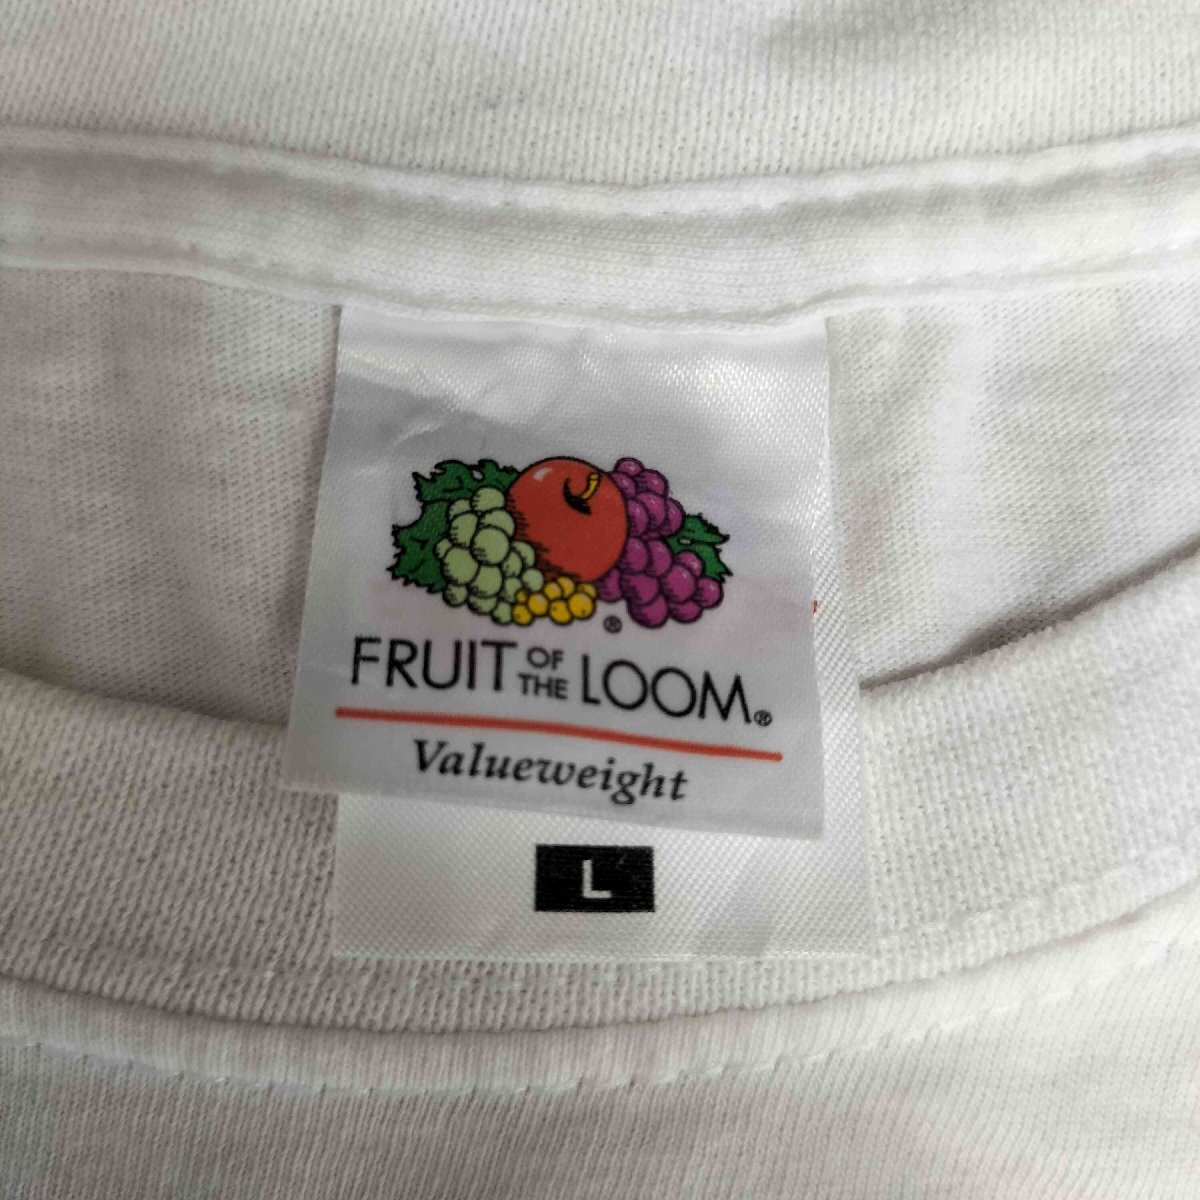 ®
FRUIT OF THE LOOM®
Valueweight
L